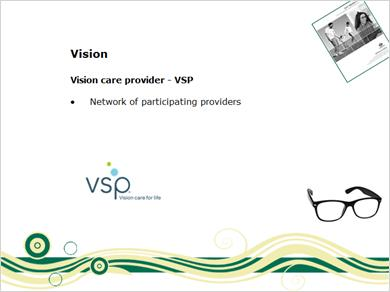 Vision
Vision care provider - VSP
• Network of participating providers
vsp
Vision care for life